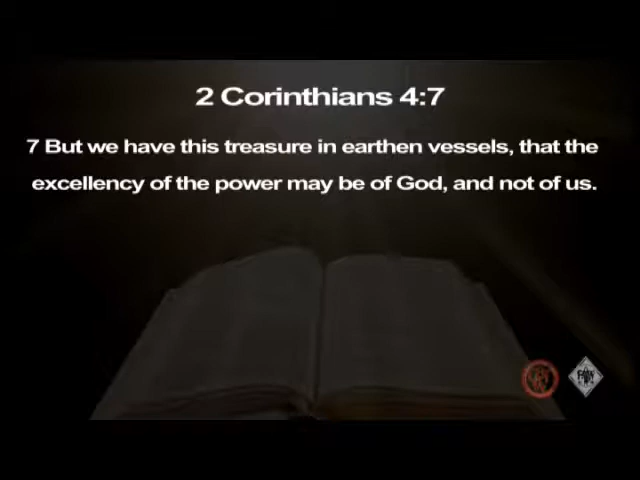 2 Corinthians 4:7
7 But we have this treasure in earthen vessels, that the
excellency of the power may be of God, and not of us.